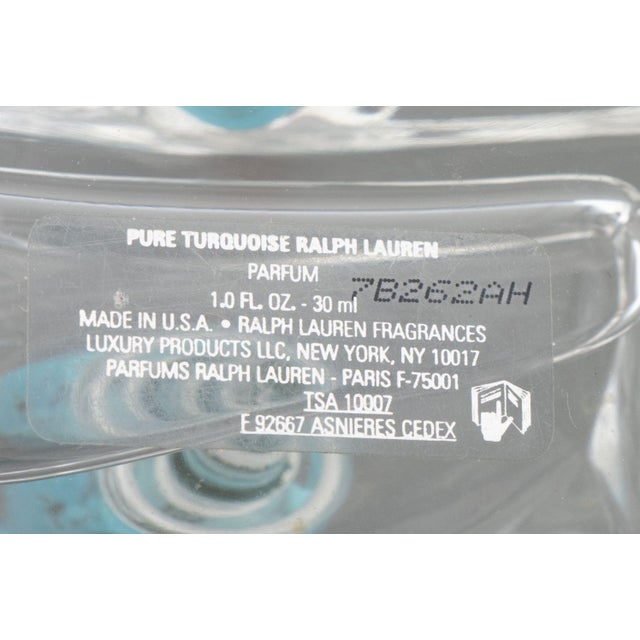 PURE TURQUOISE RALPH LAUREN
PARFUM
1.0 FL. OZ. - 30 ml 7B262AH
MADE IN U.S.A. • RALPH LAUREN FRAGRANCES
LUXURY PRODUCTS LLC, NEW YORK, NY 10017
PARFUMS RALPH LAUREN - PARIS F-75001
TSA 10007
F 92667 ASNIERES CEDEX